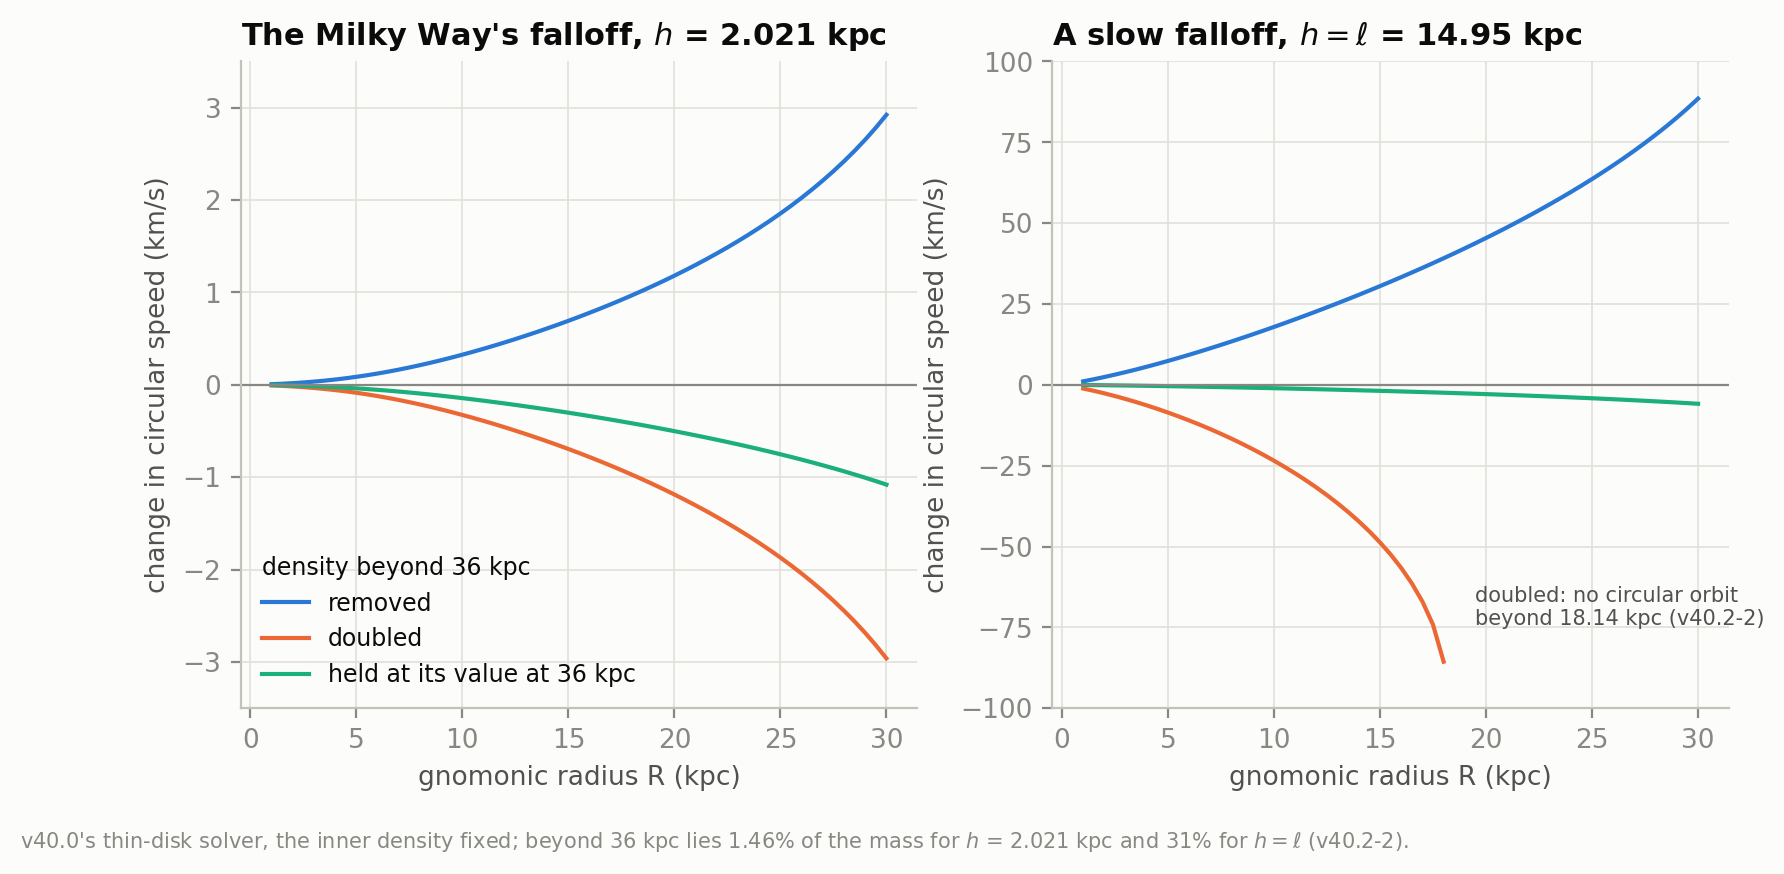 The Milky Way's falloff, h = 2.021 kpc
change in circular speed (km/s)
3
2
1
0
−1
−2
−3
density beyond 36 kpc
removed
doubled
held at its value at 36 kpc
0 5 10 15 20 25 30
gnomonic radius R (kpc)
A slow falloff, h = ℓ = 14.95 kpc
change in circular speed (km/s)
100
75
50
25
0
−25
−50
−75
−100
doubled: no circular orbit
beyond 18.14 kpc (v40.2-2)
0 5 10 15 20 25 30
gnomonic radius R (kpc)
v40.0's thin-disk solver, the inner density fixed; beyond 36 kpc lies 1.46% of the mass for h = 2.021 kpc and 31% for h = ℓ (v40.2-2).